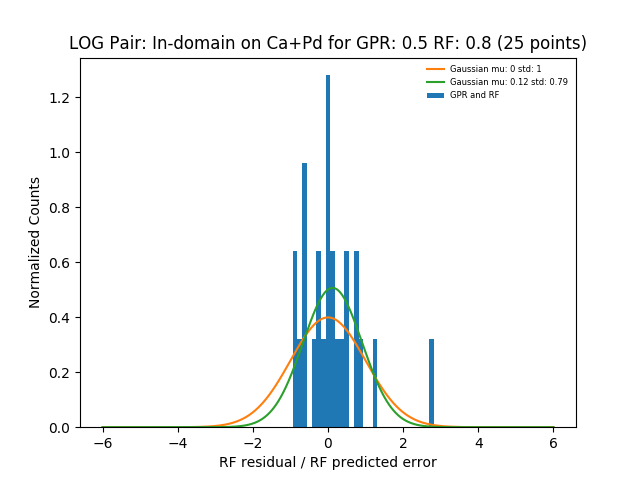 LOG Pair: In-domain on Ca+Pd for GPR: 0.5 RF: 0.8 (25 points)
Gaussian mu: 0 std: 1
Gaussian mu: 0.12 std: 0.79
GPR and RF
Normalized Counts
1.2
1.0
0.8
0.6
0.4
0.2
0.0
−6 −4 −2 0 2 4 6
RF residual / RF predicted error